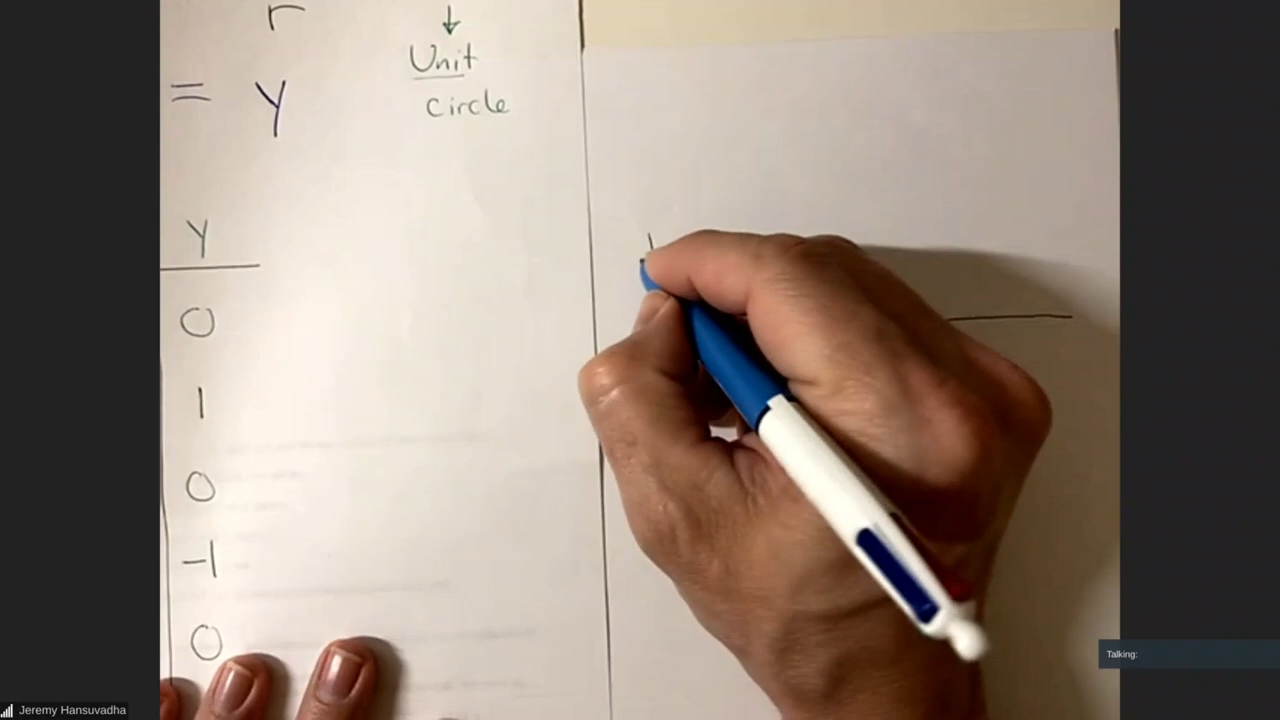 r
= y
↓
Unit
circle
y
0
1
0
-1
0
Talking:
Jeremy Hansuvadha